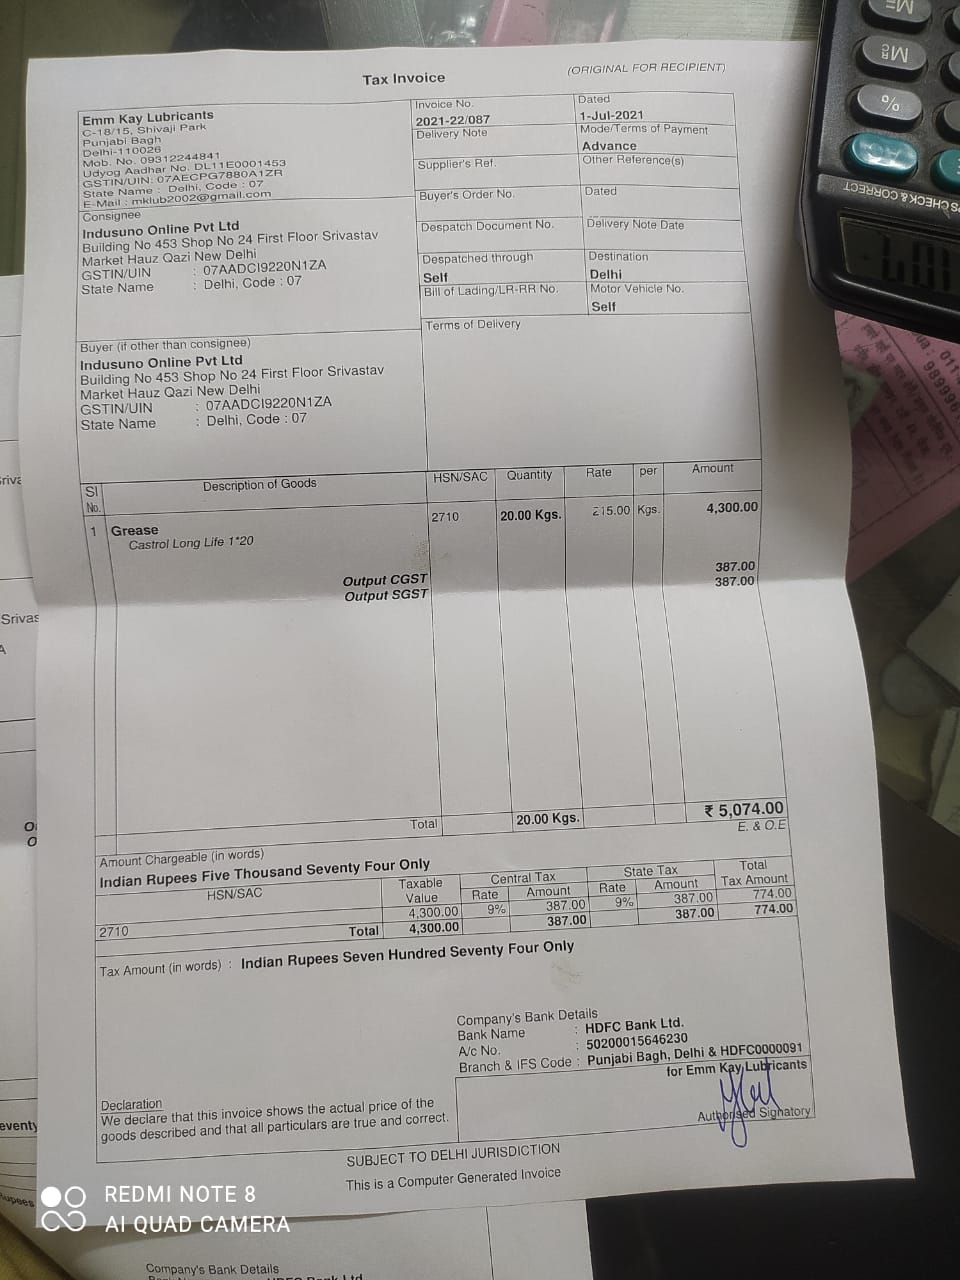 Tax Invoice
(ORIGINAL FOR RECIPIENT)
Emm Kay Lubricants
C-18/15, Shivaji Park
Punjabi Bagh
Delhi-110026
Mob. No. 09312244841
Udyog Aadhar No. DL11E0001453
GSTIN/UIN: 07AECPG7880A1ZR
State Name : Delhi, Code : 07
E-Mail : mklub2002@gmail.com
Invoice No.
2021-22/087
Dated
1-Jul-2021
Delivery Note
Mode/Terms of Payment
Advance
Supplier's Ref.
Other Reference(s)
Consignee
Indusuno Online Pvt Ltd
Building No 453 Shop No 24 First Floor Srivastav
Market Hauz Qazi New Delhi
GSTIN/UIN : 07AADCI9220N1ZA
State Name : Delhi, Code : 07
Buyer's Order No.
Dated
Despatch Document No.
Delivery Note Date
Despatched through
Self
Destination
Delhi
Bill of Lading/LR-RR No.
Motor Vehicle No.
Self
Terms of Delivery
Buyer (if other than consignee)
Indusuno Online Pvt Ltd
Building No 453 Shop No 24 First Floor Srivastav
Market Hauz Qazi New Delhi
GSTIN/UIN : 07AADCI9220N1ZA
State Name : Delhi, Code : 07
Sl No. Description of Goods HSN/SAC Quantity Rate per Amount
1 Grease 2710 20.00 Kgs. 215.00 Kgs. 4,300.00
Castrol Long Life 1*20
Output CGST 387.00
Output SGST 387.00
Total 20.00 Kgs. ₹ 5,074.00
E. & O.E
Amount Chargeable (in words)
Indian Rupees Five Thousand Seventy Four Only
HSN/SAC Taxable Value Central Tax State Tax Total Tax Amount
Rate Amount Rate Amount
2710 4,300.00 9% 387.00 9% 387.00 774.00
Total 4,300.00 387.00 387.00 774.00
Tax Amount (in words) : Indian Rupees Seven Hundred Seventy Four Only
Company's Bank Details
Bank Name : HDFC Bank Ltd.
A/c No. : 50200015646230
Branch & IFS Code : Punjabi Bagh, Delhi & HDFC0000091
for Emm Kay Lubricants
Authorised Signatory
Declaration
We declare that this invoice shows the actual price of the
goods described and that all particulars are true and correct.
SUBJECT TO DELHI JURISDICTION
This is a Computer Generated Invoice
REDMI NOTE 8
AI QUAD CAMERA
Company's Bank Details
%
CHECK & CORRECT